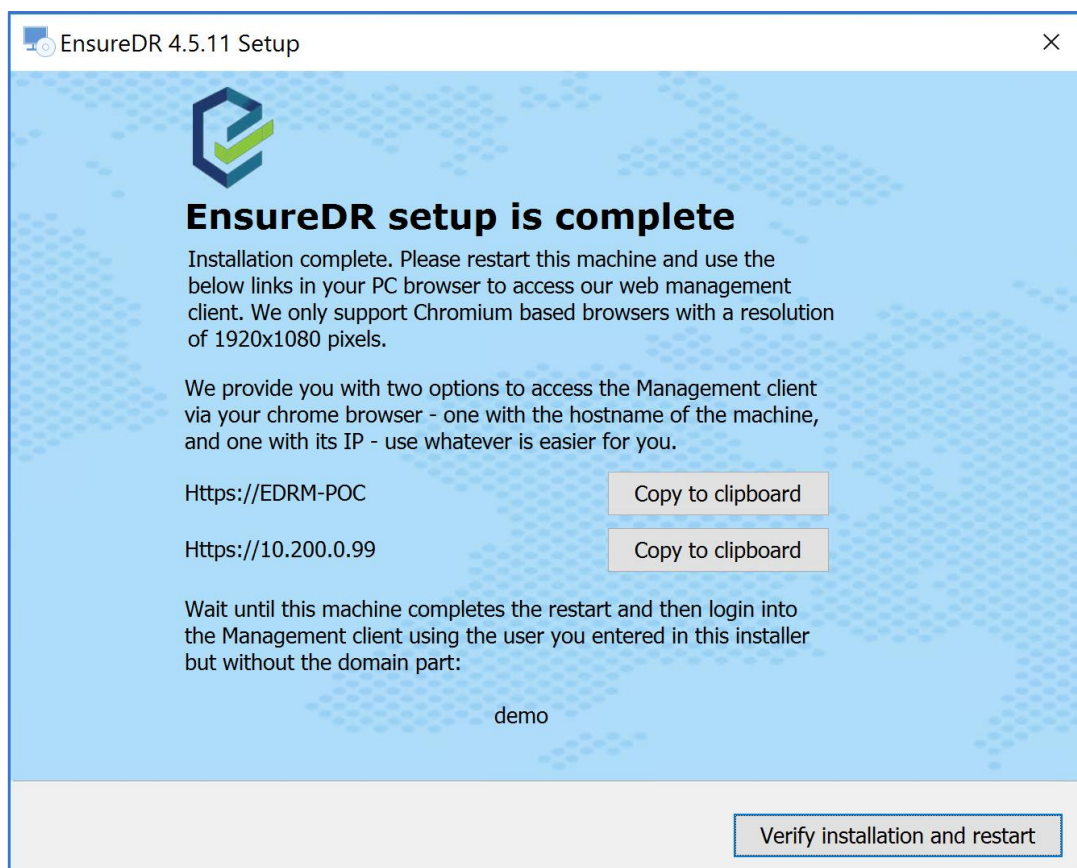 EnsureDR 4.5.11 Setup
EnsureDR setup is complete
Installation complete. Please restart this machine and use the
below links in your PC browser to access our web management
client. We only support Chromium based browsers with a resolution
of 1920x1080 pixels.
We provide you with two options to access the Management client
via your chrome browser - one with the hostname of the machine,
and one with its IP - use whatever is easier for you.
Https://EDRM-POC
Copy to clipboard
Https://10.200.0.99
Copy to clipboard
Wait until this machine completes the restart and then login into
the Management client using the user you entered in this installer
but without the domain part:
demo
Verify installation and restart